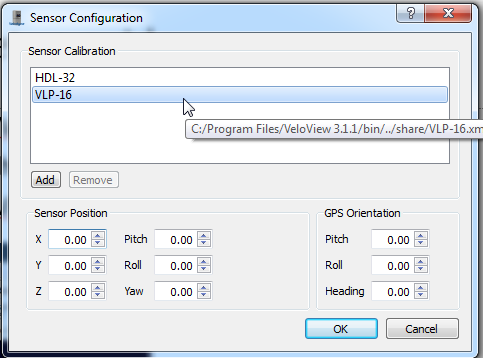 Sensor Configuration
Sensor Calibration
HDL-32
VLP-16
C:/Program Files/VeloView 3.1.1/bin/../share/VLP-16.xm
Add Remove
Sensor Position GPS Orientation
X 0.00 Pitch 0.00 Pitch 0.00
Y 0.00 Roll 0.00 Roll 0.00
Z 0.00 Yaw 0.00 Heading 0.00
OK Cancel